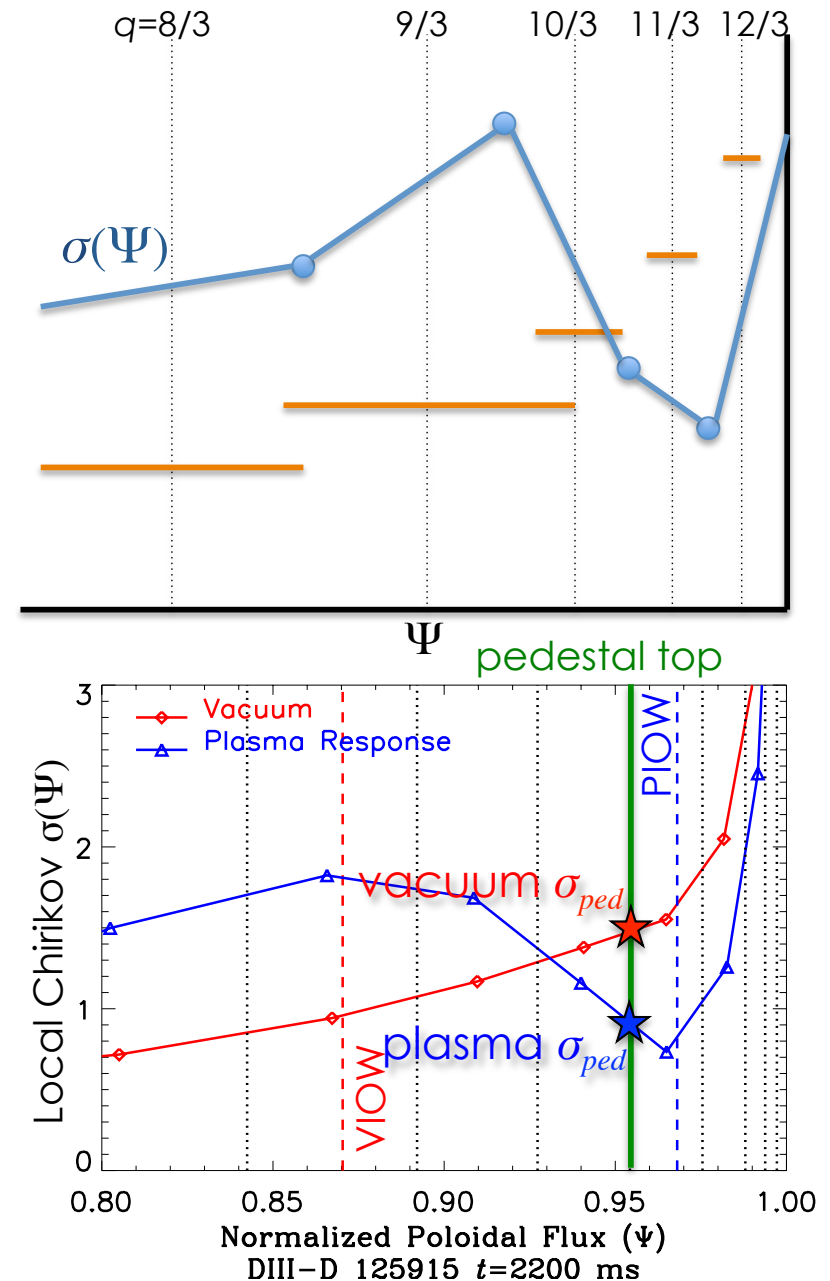 q=8/3 9/3 10/3 11/3 12/3
σ(Ψ)
Ψ
pedestal top
3
Vacuum
Plasma Response
PIOW
Local Chirikov σ(Ψ)
2
vacuum σped
1
plasma σped
VIOW
0
0.80 0.85 0.90 0.95 1.00
Normalized Poloidal Flux (Ψ)
DIII-D 125915 t=2200 ms